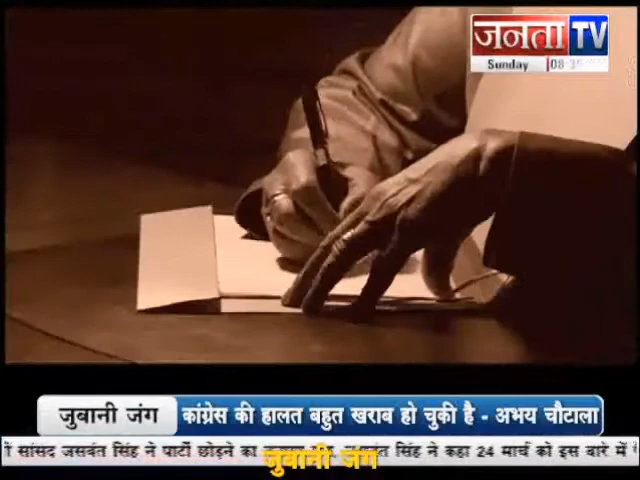 जनता TV
Sunday
जुबानी जंग
कांग्रेस की हालत बहुत खराब हो चुकी है - अभय चौटाला
सांसद जसवंत सिंह ने पार्टी छोड़ने का
सिंह ने कहा 24 मार्च को इस बारे में
जुबानी जंग